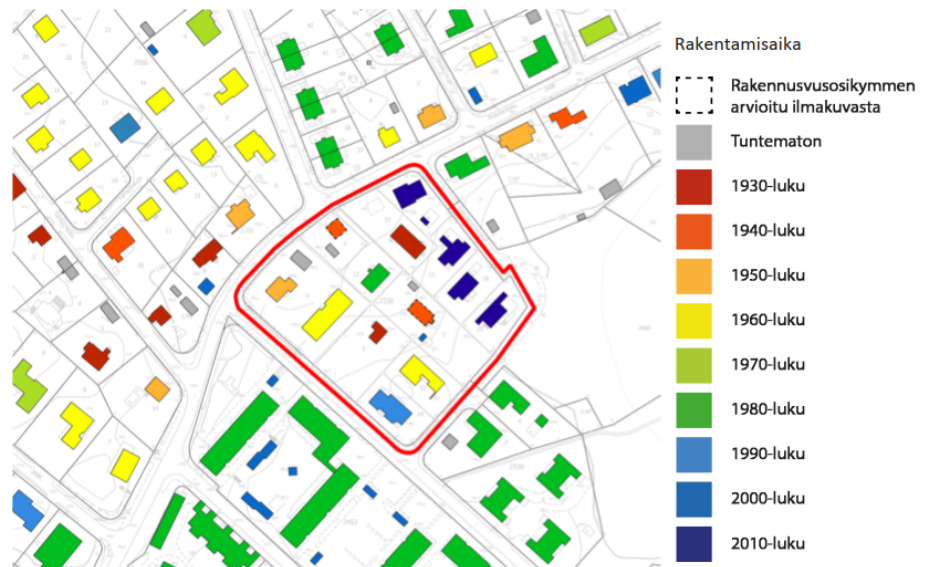 Rakentamisaika
Rakennusvuosikymmen
arvioitu ilmakuvasta
Tuntematon
1930-luku
1940-luku
1950-luku
1960-luku
1970-luku
1980-luku
1990-luku
2000-luku
2010-luku